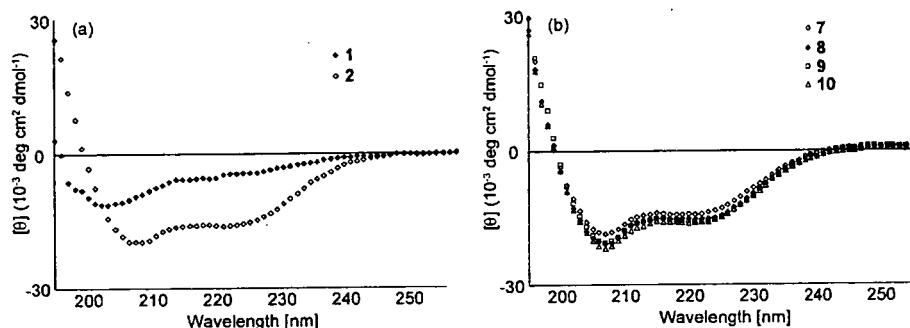 (a)
30
0
-30
[θ] (10⁻³ deg cm² dmol⁻¹)
1
2
200 210 220 230 240 250
Wavelength [nm]
(b)
30
0
-30
[θ] (10⁻³ deg cm² dmol⁻¹)
7
8
9
10
200 210 220 230 240 250
Wavelength [nm]